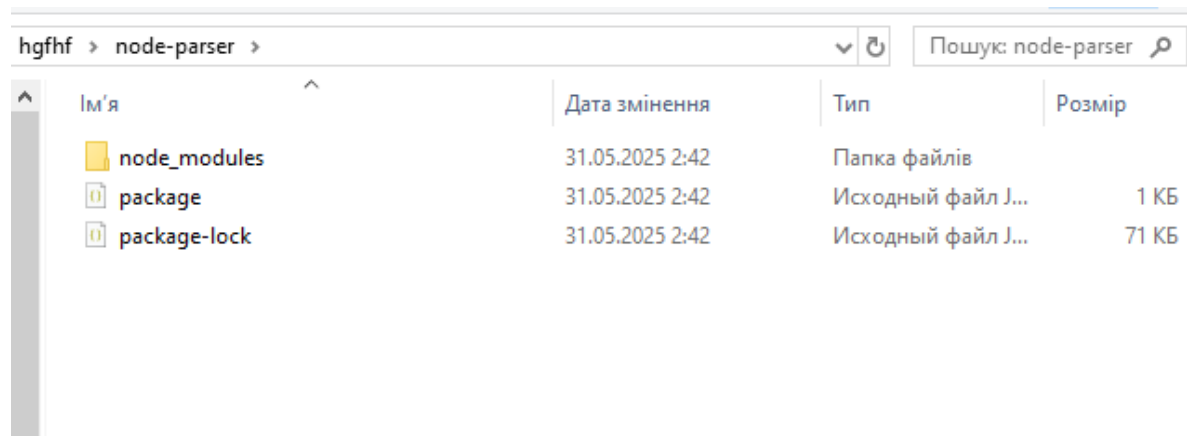 hgfhf > node-parser >
Пошук: node-parser
Ім'я Дата змінення Тип Розмір
node_modules 31.05.2025 2:42 Папка файлів
package 31.05.2025 2:42 Исходный файл J... 1 КБ
package-lock 31.05.2025 2:42 Исходный файл J... 71 КБ